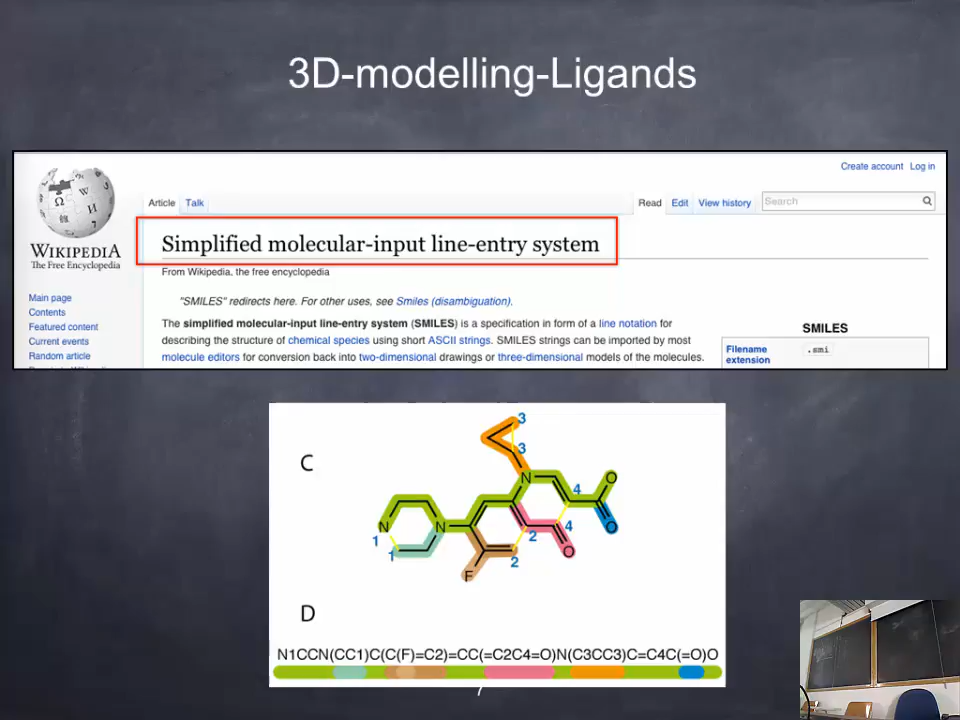 3D-modelling-Ligands
Create account Log in
Article Talk Read Edit View history Search
WIKIPEDIA
The Free Encyclopedia
Simplified molecular-input line-entry system
From Wikipedia, the free encyclopedia
Main page
Contents
Featured content
Current events
Random article
"SMILES" redirects here. For other uses, see Smiles (disambiguation).
The simplified molecular-input line-entry system (SMILES) is a specification in form of a line notation for
describing the structure of chemical species using short ASCII strings. SMILES strings can be imported by most
molecule editors for conversion back into two-dimensional drawings or three-dimensional models of the molecules.
SMILES
Filename .smi
extension
C
3
3
N
4
O
N
N
4
O
1
1
2
O
2
F
D
N1CCN(CC1)C(C(F)=C2)=CC(=C2C4=O)N(C3CC3)C=C4C(=O)O